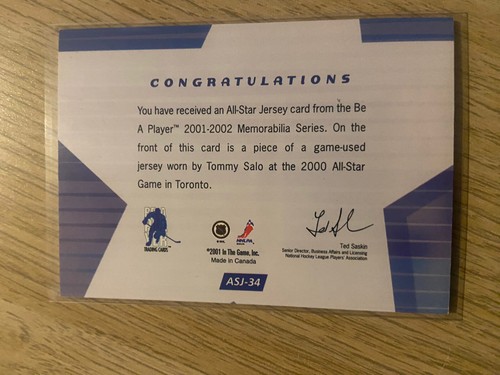 CONGRATULATIONS
You have received an All-Star Jersey card from the Be
A Player™ 2001-2002 Memorabilia Series. On the
front of this card is a piece of a game-used
jersey worn by Tommy Salo at the 2000 All-Star
Game in Toronto.
TRADING CARDS
NHLPA
©2001 In The Game, Inc.
Made in Canada
Ted Saskin
Senior Director, Business Affairs and Licensing
National Hockey League Players' Association
ASJ-34